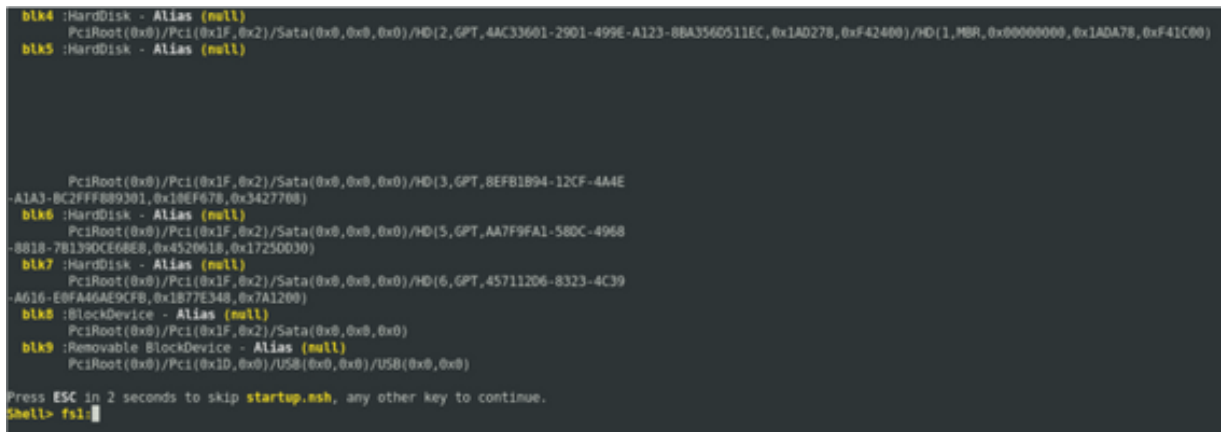 blk4 :HardDisk - Alias (null)
PciRoot(0x0)/Pci(0x1F,0x2)/Sata(0x0,0x0,0x0)/HD(2,GPT,4AC33601-29D1-499E-A123-8BA356D511EC,0x1AD278,0xF42400)/HD(1,MBR,0x00000000,0x1ADA78,0xF41C00)
blk5 :HardDisk - Alias (null)
PciRoot(0x0)/Pci(0x1F,0x2)/Sata(0x0,0x0,0x0)/HD(3,GPT,8EFB1B94-12CF-4A4E
-A1A3-BC2FFF889301,0x10EF678,0x3427708)
blk6 :HardDisk - Alias (null)
PciRoot(0x0)/Pci(0x1F,0x2)/Sata(0x0,0x0,0x0)/HD(5,GPT,AA7F9FA1-58DC-4968
-8818-7B139DCE6BE8,0x4520618,0x1725DD30)
blk7 :HardDisk - Alias (null)
PciRoot(0x0)/Pci(0x1F,0x2)/Sata(0x0,0x0,0x0)/HD(6,GPT,457112D6-8323-4C39
-A616-E0FA46AE9CFB,0x1B77E348,0x7A1200)
blk8 :BlockDevice - Alias (null)
PciRoot(0x0)/Pci(0x1F,0x2)/Sata(0x0,0x0,0x0)
blk9 :Removable BlockDevice - Alias (null)
PciRoot(0x0)/Pci(0x1D,0x0)/USB(0x0,0x0)/USB(0x0,0x0)
Press ESC in 2 seconds to skip startup.nsh, any other key to continue.
Shell> fs1: